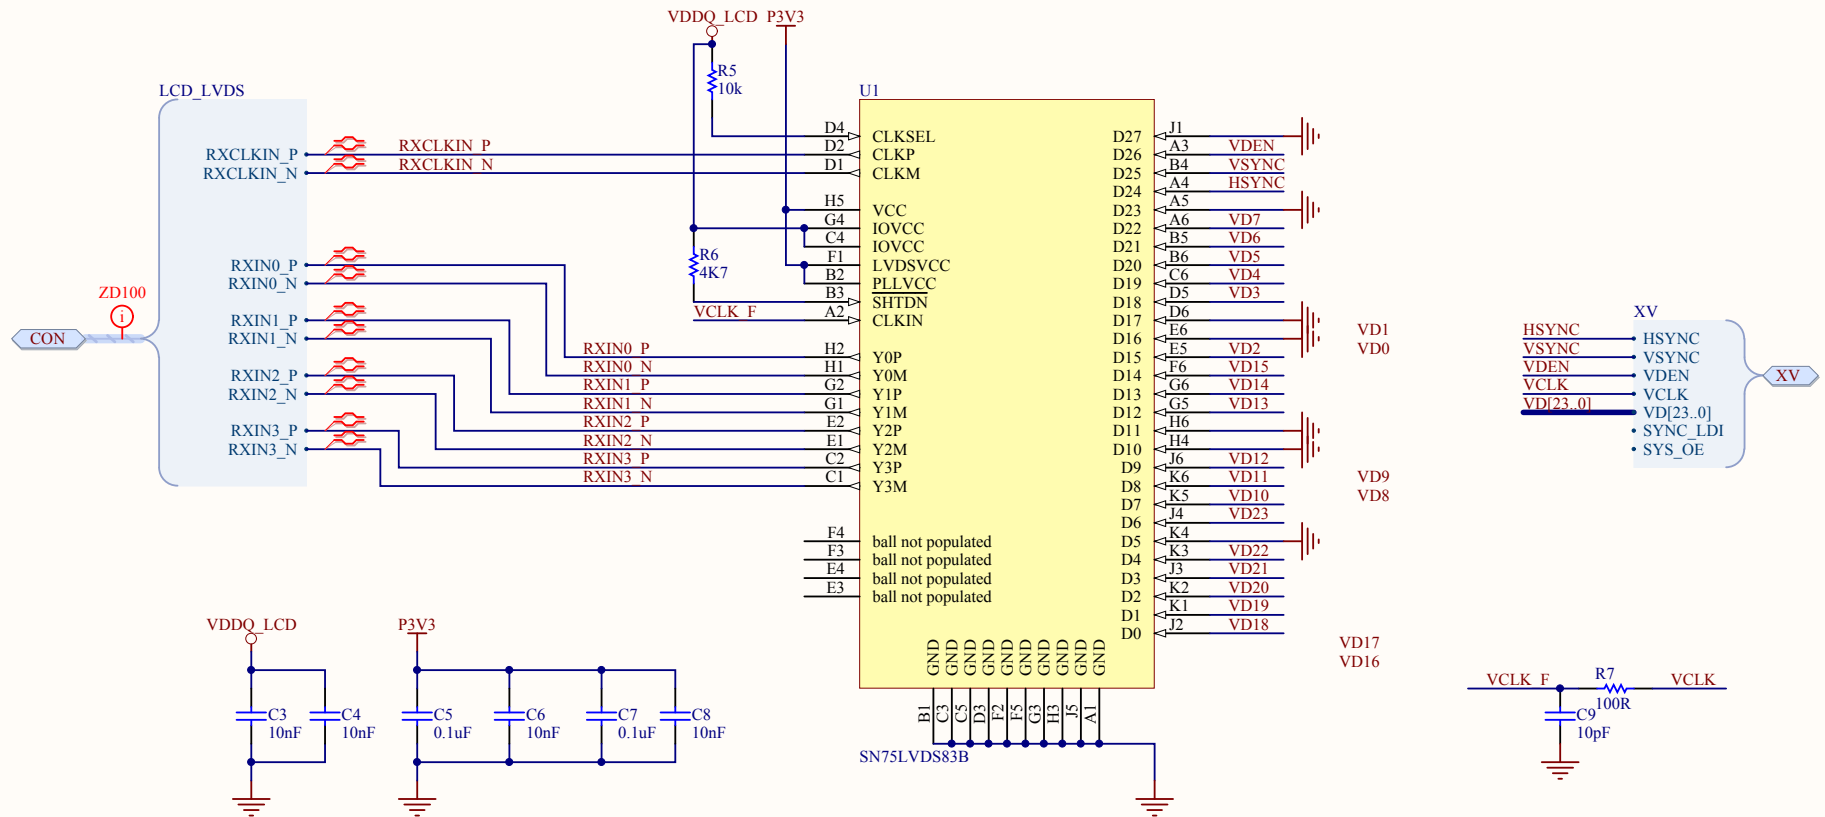 VDDQ_LCD P3V3
R5
10k
LCD_LVDS
RXCLKIN_P
RXCLKIN_N
RXIN0_P
RXIN0_N
RXIN1_P
RXIN1_N
RXIN2_P
RXIN2_N
RXIN3_P
RXIN3_N
ZD100
i
CON
RXCLKIN_P
RXCLKIN_N
R6
4K7
VCLK_F
RXIN0_P
RXIN0_N
RXIN1_P
RXIN1_N
RXIN2_P
RXIN2_N
RXIN3_P
RXIN3_N
U1
D4 CLKSEL
D2 CLKP
D1 CLKM
H5 VCC
G4 IOVCC
C4 IOVCC
F1 LVDSVCC
B2 PLLVCC
B3 SHTDN
A2 CLKIN
H2 Y0P
H1 Y0M
G2 Y1P
G1 Y1M
E2 Y2P
E1 Y2M
C2 Y3P
C1 Y3M
F4 ball not populated
F3 ball not populated
E4 ball not populated
E3 ball not populated
D27 J1
D26 A3 VDEN
D25 B4 VSYNC
D24 A4 HSYNC
D23 A5
D22 A6 VD7
D21 B5 VD6
D20 B6 VD5
D19 C6 VD4
D18 D5 VD3
D17 D6
D16 E6
D15 E5 VD2
D14 F6 VD15
D13 G6 VD14
D12 G5 VD13
D11 H6
D10 H4
D9 J6 VD12
D8 K6 VD11
D7 K5 VD10
D6 J4 VD23
D5 K4
D4 K3 VD22
D3 J3 VD21
D2 K2 VD20
D1 K1 VD19
D0 J2 VD18
GND GND GND GND GND GND GND GND GND GND
B1 C3 C5 D3 F2 F5 G3 H3 J5 A1
SN75LVDS83B
VD1
VD0
VD9
VD8
VD17
VD16
XV
HSYNC HSYNC
VSYNC VSYNC
VDEN VDEN
VCLK VCLK
VD[23..0] VD[23..0]
SYNC_LDI
SYS_OE
XV
VDDQ_LCD
C3
10nF
C4
10nF
P3V3
C5
0.1uF
C6
10nF
C7
0.1uF
C8
10nF
VCLK_F
R7
100R
VCLK
C9
10pF